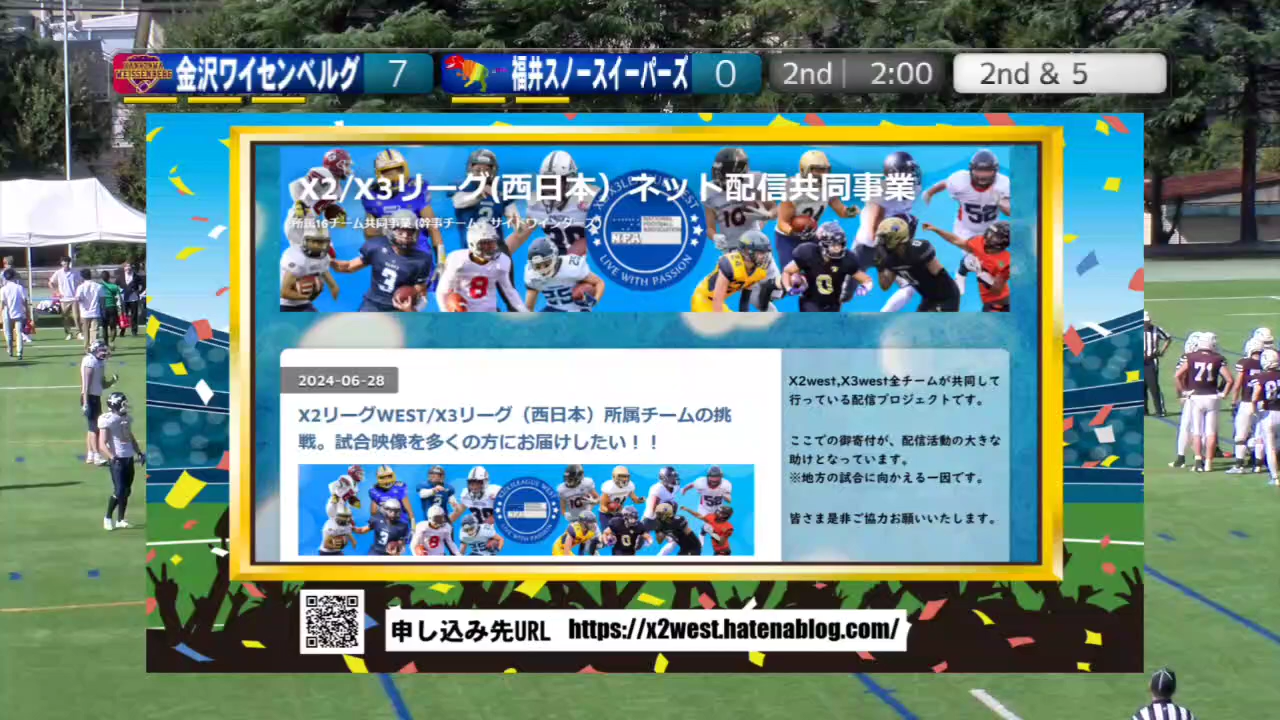 金沢ワイセンベルグ 7 福井スノースイーパーズ 0 2nd 2:00 2nd & 5
X2/X3リーグ(西日本）ネット配信共同事業
LIVE WITH PASSION
2024-06-28
X2リーグWEST/X3リーグ（西日本）所属チームの挑
戦。試合映像を多くの方にお届けしたい！！
X2west,X3west全チームが共同して
行っている配信プロジェクトです。
ここでの御寄付が、配信活動の大きな
助けとなっています。
※地方の試合に向かえる一因です。
皆さま是非ご協力お願いいたします。
申し込み先URL https://x2west.hatenablog.com/
71